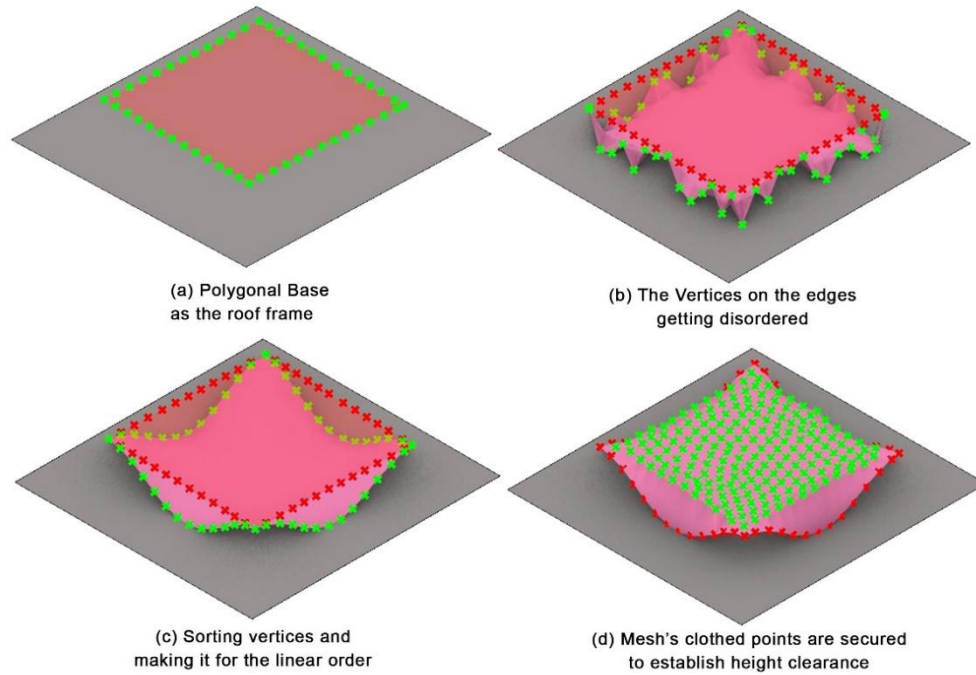 (a) Polygonal Base
as the roof frame
(b) The Vertices on the edges
getting disordered
(c) Sorting vertices and
making it for the linear order
(d) Mesh's clothed points are secured
to establish height clearance